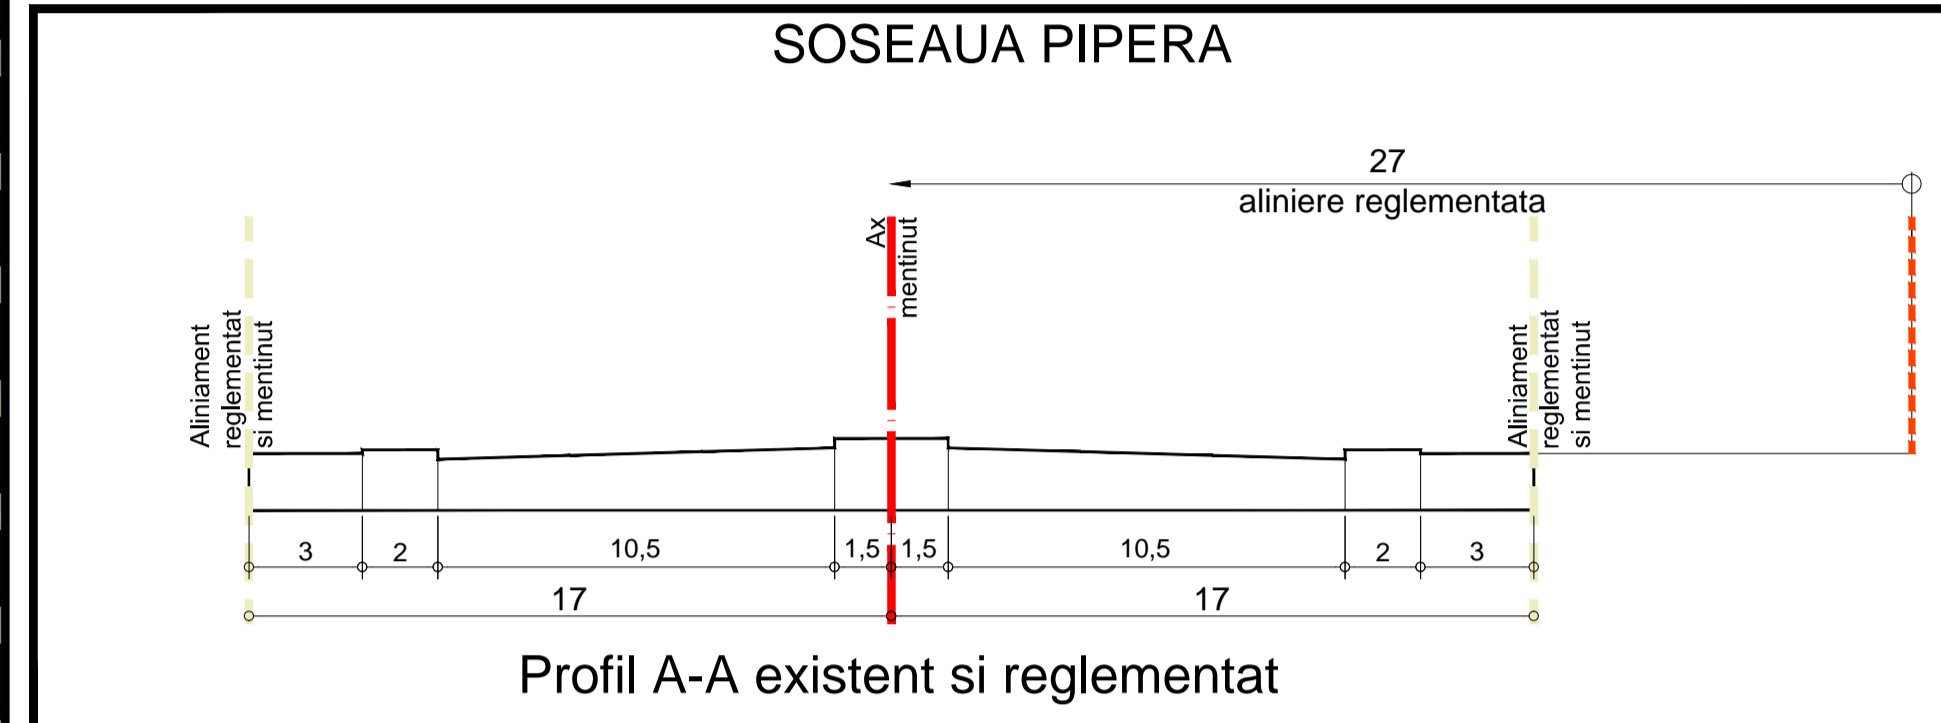 SOSEAUA PIPERA
27
aliniere reglementata
Ax
mentinut
Aliniament
reglementat
si mentinut
Aliniament
reglementat
si mentinut
3 2 10,5 1,5 1,5 10,5 2 3
17 17
Profil A-A existent si reglementat